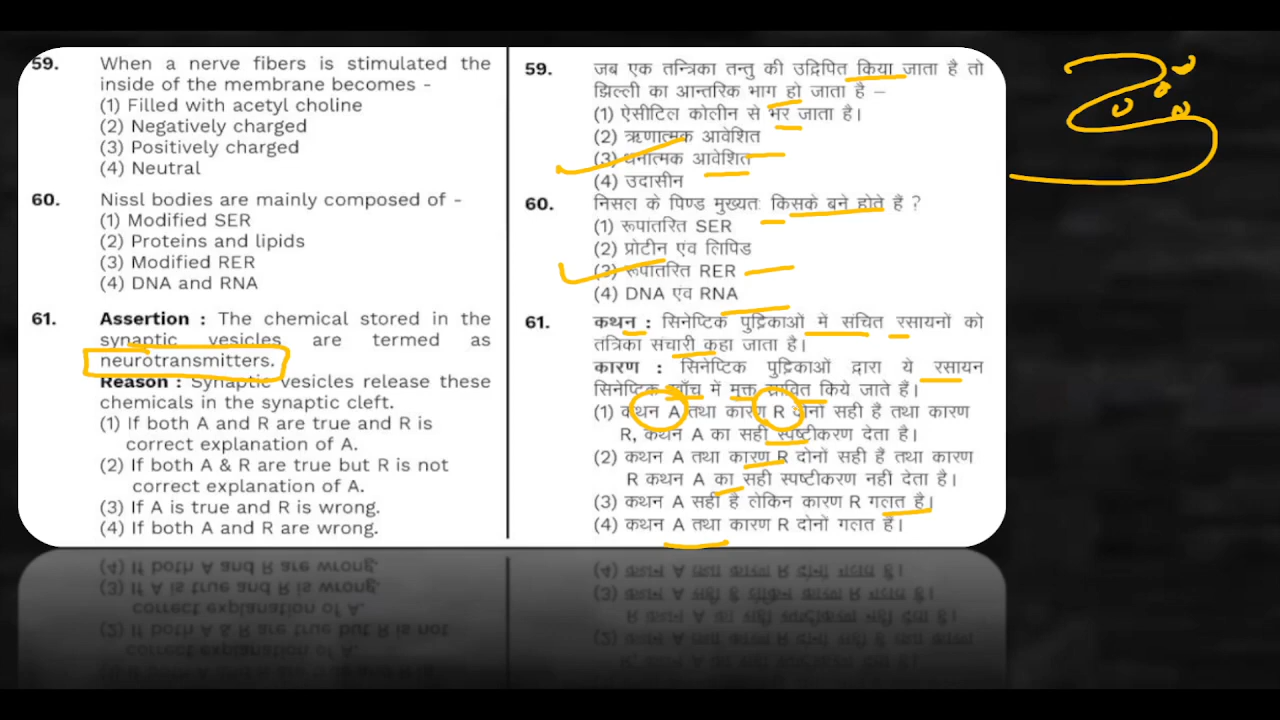 59. When a nerve fibers is stimulated the
inside of the membrane becomes -
(1) Filled with acetyl choline
(2) Negatively charged
(3) Positively charged
(4) Neutral
60. Nissl bodies are mainly composed of -
(1) Modified SER
(2) Proteins and lipids
(3) Modified RER
(4) DNA and RNA
61. Assertion : The chemical stored in the
synaptic vesicles are termed as
neurotransmitters.
Reason : Synaptic vesicles release these
chemicals in the synaptic cleft.
(1) If both A and R are true and R is
correct explanation of A.
(2) If both A & R are true but R is not
correct explanation of A.
(3) If A is true and R is wrong.
(4) If both A and R are wrong.
59. जब एक तन्त्रिका तन्तु की उद्दिपित किया जाता है तो
झिल्ली का आन्तरिक भाग हो जाता है –
(1) ऐसीटिल कोलीन से भर जाता है।
(2) ऋणात्मक आवेशित
(3) धनात्मक आवेशित
(4) उदासीन
60. निसल के पिण्ड मुख्यतः किसके बने होते हैं ?
(1) रूपांतरित SER
(2) प्रोटीन एंव लिपिड
(3) रूपांतरित RER
(4) DNA एंव RNA
61. कथन : सिनेप्टिक पुट्टिकाओं में संचित रसायनों को
तंत्रिका संचारी कहा जाता है।
कारण : सिनेप्टिक पुट्टिकाओं द्वारा ये रसायन
सिनेप्टिक खाँच में मुक्त स्रावित किये जाते हैं।
(1) कथन A तथा कारण R दोनों सही है तथा कारण
R, कथन A का सही स्पष्टीकरण देता है।
(2) कथन A तथा कारण R दोनों सही है तथा कारण
R कथन A का सही स्पष्टीकरण नहीं देता है।
(3) कथन A सही है लेकिन कारण R गलत है।
(4) कथन A तथा कारण R दोनों गलत हैं।